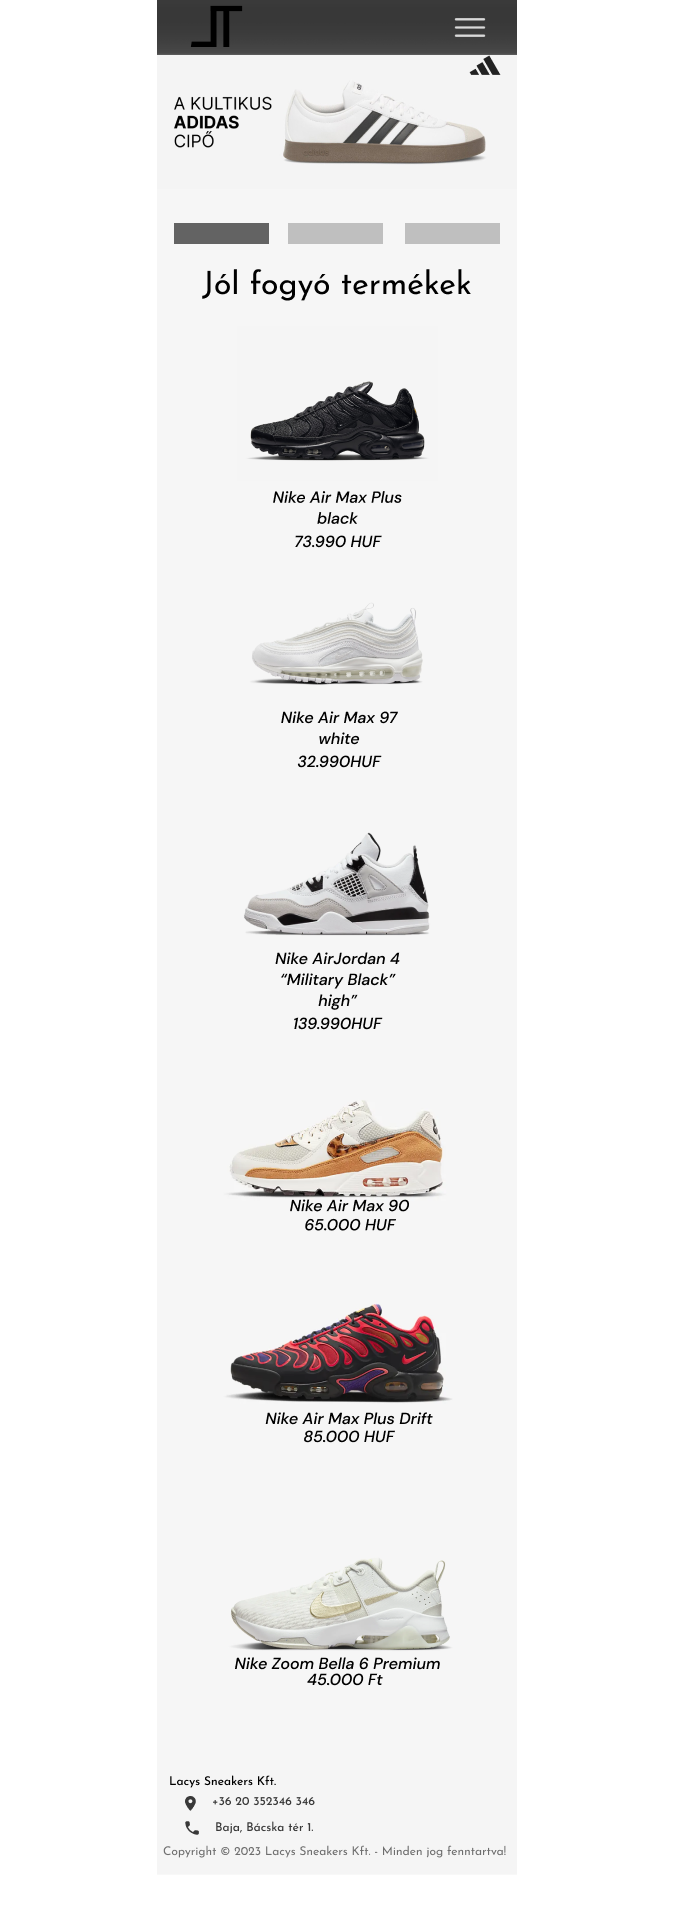 A KULTIKUS
ADIDAS
CIPŐ
Jól fogyó termékek
Nike Air Max Plus
black
73.990 HUF
Nike Air Max 97
white
32.990HUF
Nike AirJordan 4
“Military Black”
high”
139.990HUF
Nike Air Max 90
65.000 HUF
Nike Air Max Plus Drift
85.000 HUF
Nike Zoom Bella 6 Premium
45.000 Ft
Lacys Sneakers Kft.
+36 20 352346 346
Baja, Bácska tér 1.
Copyright © 2023 Lacys Sneakers Kft. - Minden jog fenntartva!